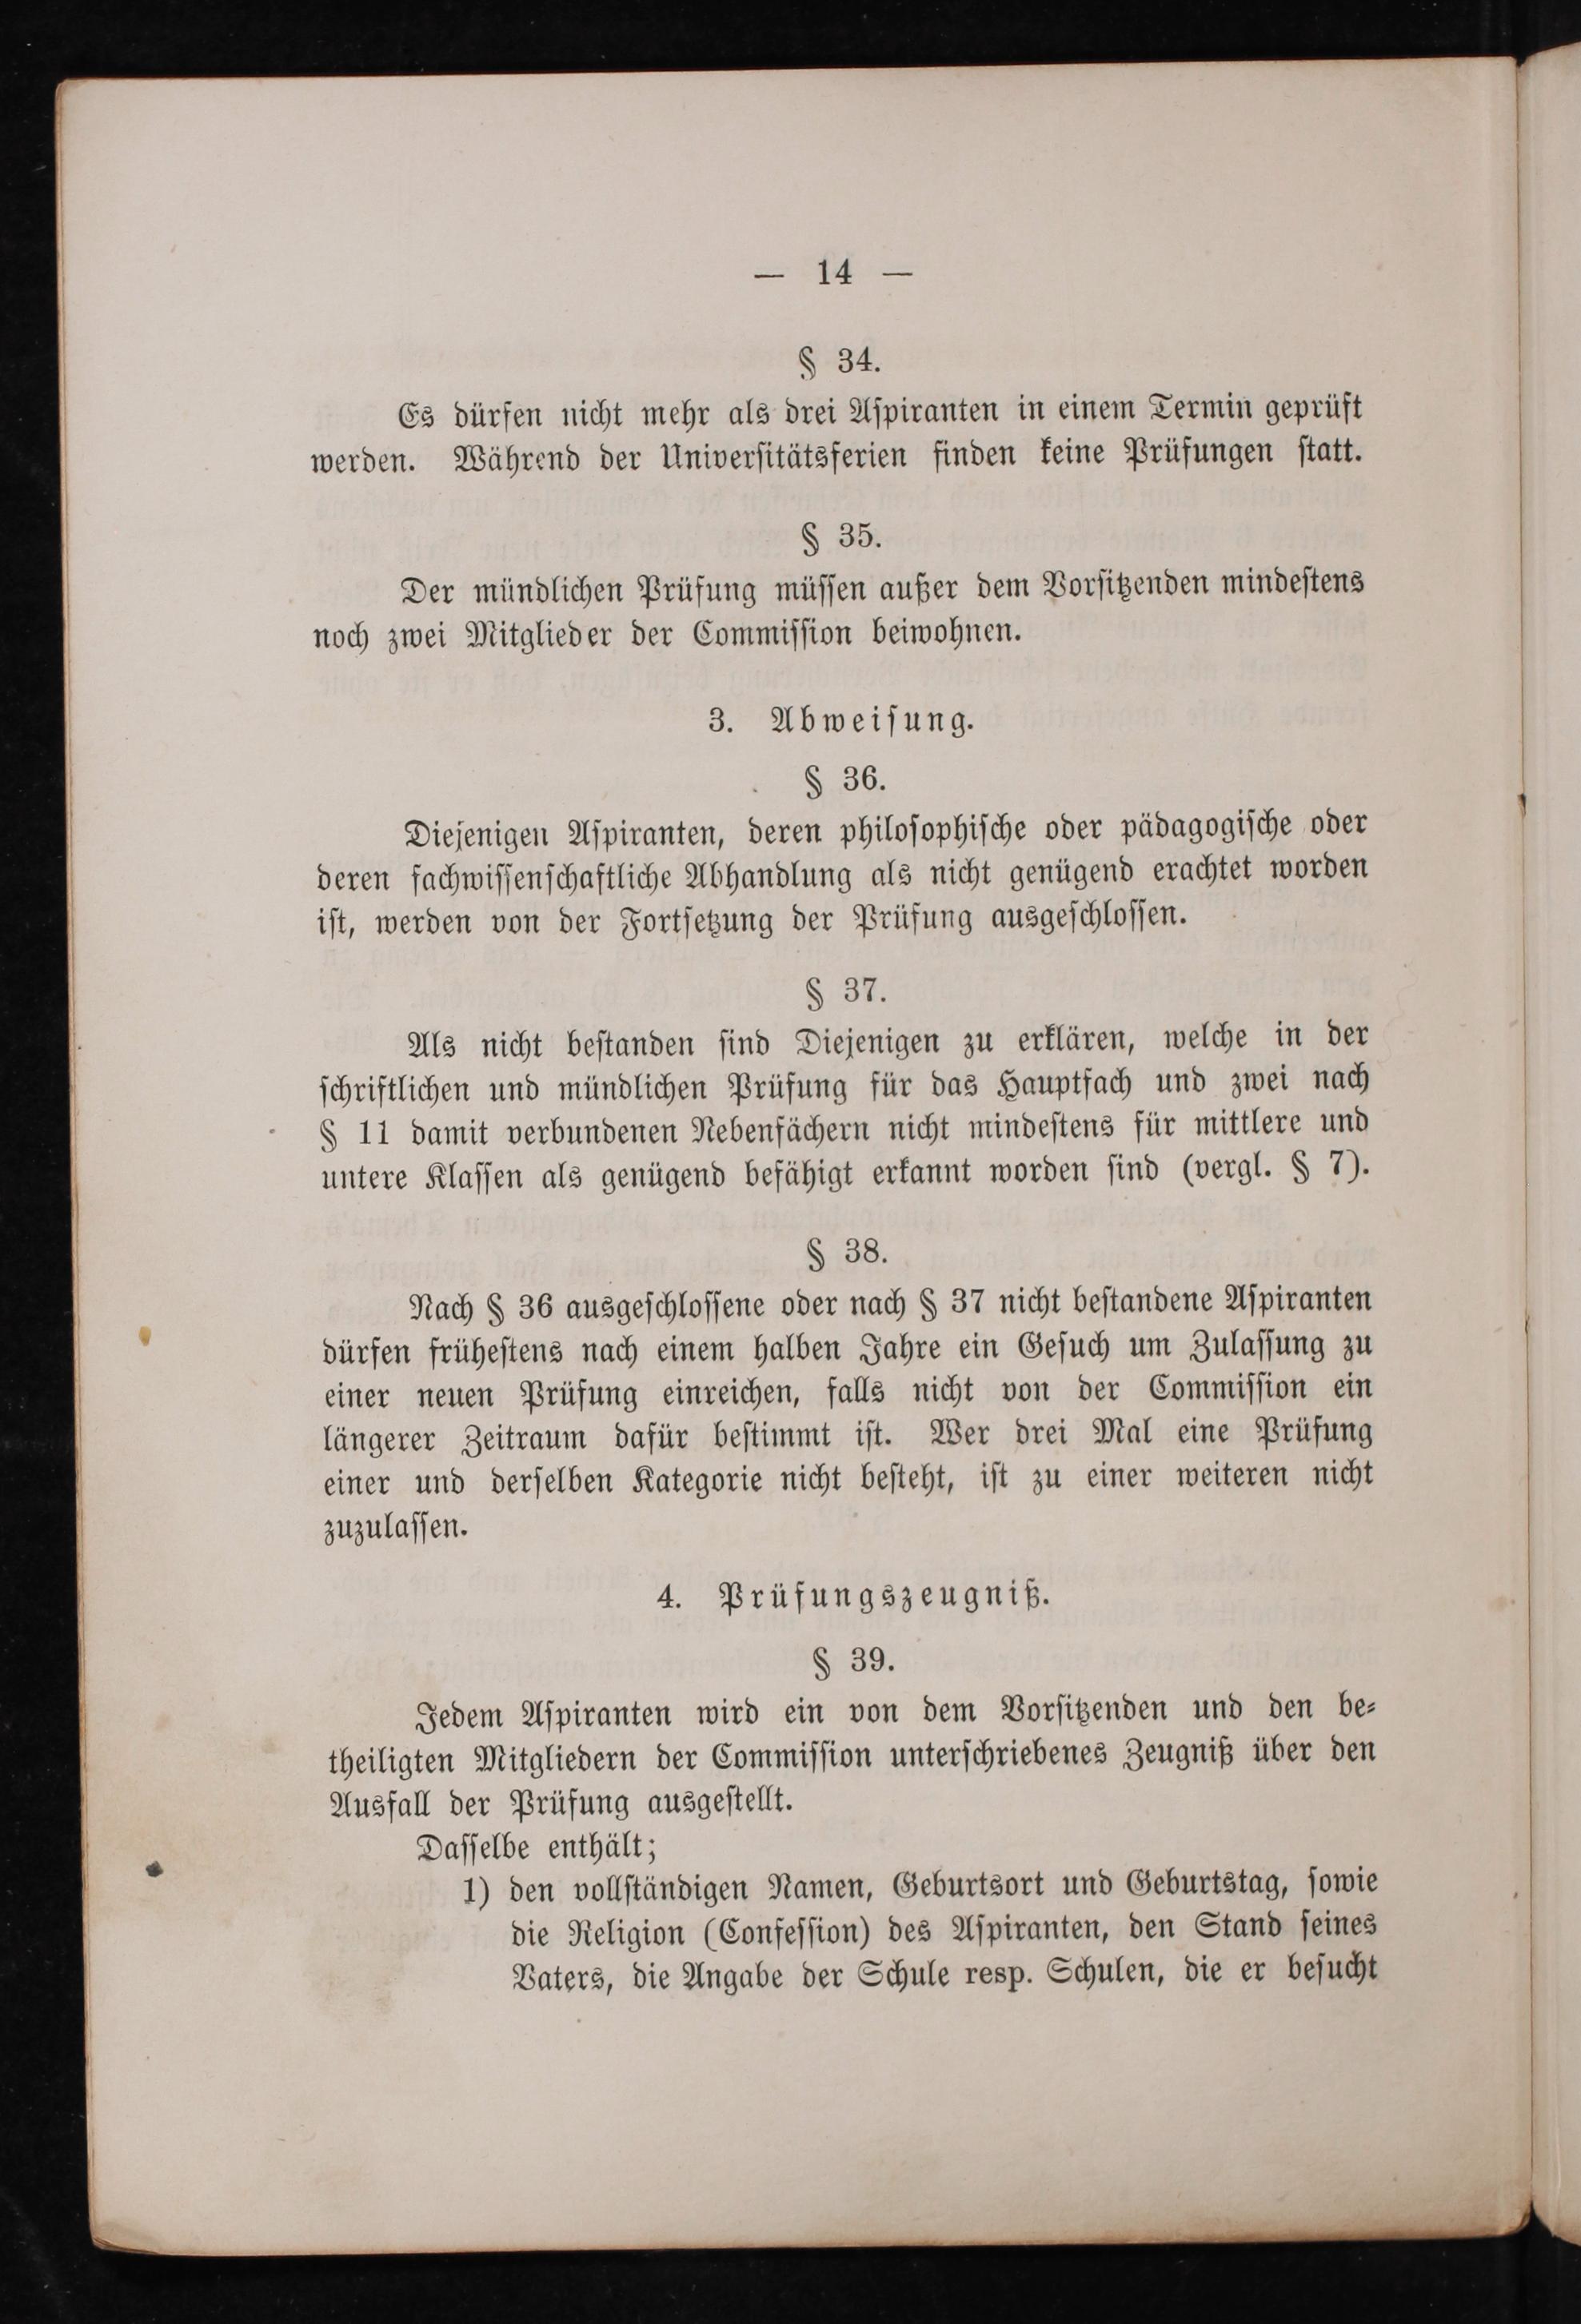 — 14 —
§ 34.
Es dürfen nicht mehr als drei Aſpiranten in einem Termin geprüft
werden. Während der Univerſitätsferien finden keine Prüfungen ſtatt.
§ 35.
Der mündlichen Prüfung müſſen außer dem Vorſitzenden mindeſtens
noch zwei Mitglieder der Commiſſion beiwohnen.
3. Abweiſung.
§ 36.
Diejenigen Aſpiranten, deren philoſophiſche oder pädagogiſche oder
deren fachwiſſenſchaftliche Abhandlung als nicht genügend erachtet worden
iſt, werden von der Fortſetzung der Prüfung ausgeſchloſſen.
§ 37.
Als nicht beſtanden ſind Diejenigen zu erklären, welche in der
ſchriftlichen und mündlichen Prüfung für das Hauptfach und zwei nach
§ 11 damit verbundenen Nebenfächern nicht mindeſtens für mittlere und
untere Klaſſen als genügend befähigt erkannt worden ſind (vergl. § 7).
§ 38.
Nach § 36 ausgeſchloſſene oder nach § 37 nicht beſtandene Aſpiranten
dürfen früheſtens nach einem halben Jahre ein Geſuch um Zulaſſung zu
einer neuen Prüfung einreichen, falls nicht von der Commiſſion ein
längerer Zeitraum dafür beſtimmt iſt. Wer drei Mal eine Prüfung
einer und derſelben Kategorie nicht beſteht, iſt zu einer weiteren nicht
zuzulaſſen.
4. Prüfungszeugniß.
§ 39.
Jedem Aſpiranten wird ein von dem Vorſitzenden und den be⸗
theiligten Mitgliedern der Commiſſion unterſchriebenes Zeugniß über den
Ausfall der Prüfung ausgeſtellt.
Daſſelbe enthält;
1) den vollſtändigen Namen, Geburtsort und Geburtstag, ſowie
die Religion (Confeſſion) des Aſpiranten, den Stand ſeines
Vaters, die Angabe der Schule resp. Schulen, die er beſucht